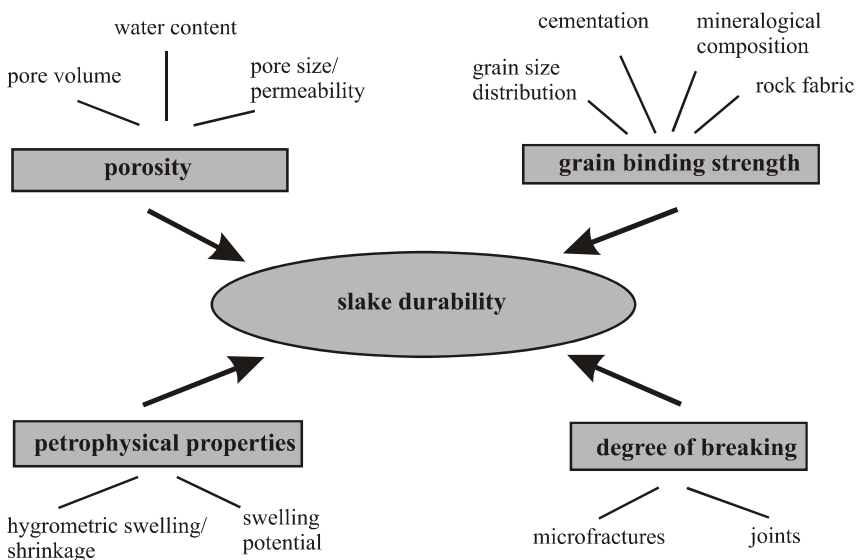 water content
pore volume
pore size/
permeability
cementation
mineralogical
composition
grain size
distribution
rock fabric
porosity
grain binding strength
slake durability
petrophysical properties
degree of breaking
hygrometric swelling/
shrinkage
swelling
potential
microfractures
joints